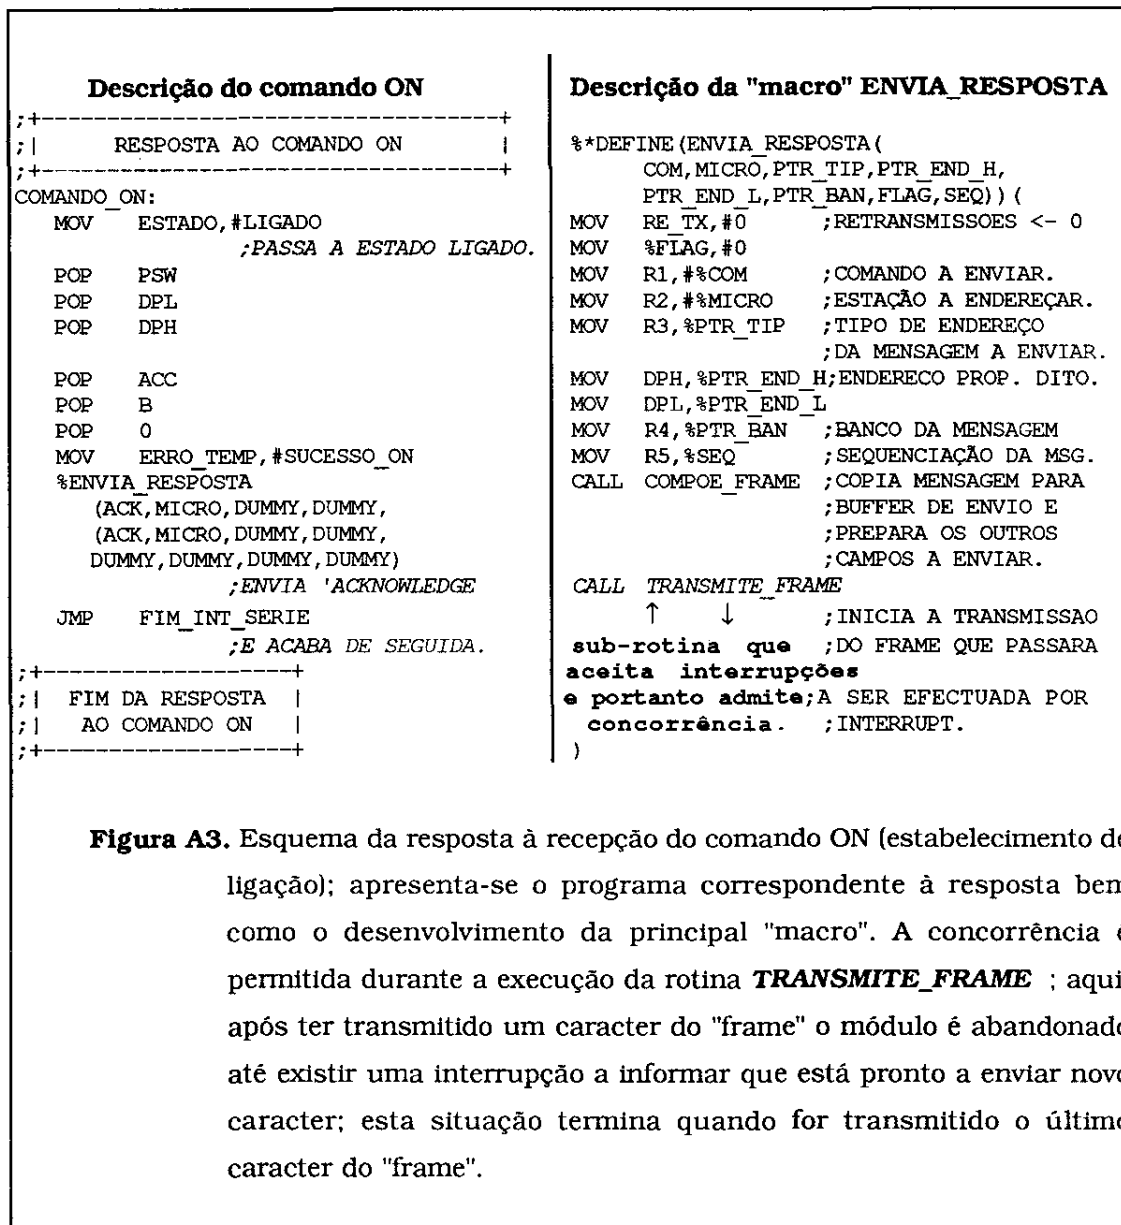 Descrição do comando ON
;+-----------------------------------+
;|      RESPOSTA AO COMANDO ON       |
;+-----------------------------------+
COMANDO_ON:
MOV ESTADO,#LIGADO
;PASSA A ESTADO LIGADO.
POP PSW
POP DPL
POP DPH
POP ACC
POP B
POP 0
MOV ERRO_TEMP,#SUCESSO_ON
%ENVIA_RESPOSTA
(ACK,MICRO,DUMMY,DUMMY,
(ACK,MICRO,DUMMY,DUMMY,
DUMMY,DUMMY,DUMMY,DUMMY)
;ENVIA 'ACKNOWLEDGE
JMP FIM_INT_SERIE
;E ACABA DE SEGUIDA.
;+-------------------+
;|  FIM DA RESPOSTA  |
;|   AO COMANDO ON   |
;+-------------------+
Descrição da "macro" ENVIA_RESPOSTA
%*DEFINE(ENVIA_RESPOSTA(
COM,MICRO,PTR_TIP,PTR_END_H,
PTR_END_L,PTR_BAN,FLAG,SEQ))(
MOV RE_TX,#0 ;RETRANSMISSOES <- 0
MOV %FLAG,#0
MOV R1,#%COM ;COMANDO A ENVIAR.
MOV R2,#%MICRO ;ESTAÇÃO A ENDEREÇAR.
MOV R3,%PTR_TIP ;TIPO DE ENDEREÇO
;DA MENSAGEM A ENVIAR.
MOV DPH,%PTR_END_H;ENDERECO PROP. DITO.
MOV DPL,%PTR_END_L
MOV R4,%PTR_BAN ;BANCO DA MENSAGEM
MOV R5,%SEQ ;SEQUENCIAÇÃO DA MSG.
CALL COMPOE_FRAME ;COPIA MENSAGEM PARA
;BUFFER DE ENVIO E
;PREPARA OS OUTROS
;CAMPOS A ENVIAR.
CALL TRANSMITE_FRAME
↑ ↓ ;INICIA A TRANSMISSAO
sub-rotina que ;DO FRAME QUE PASSARA
aceita interrupções
e portanto admite;A SER EFECTUADA POR
concorrência. ;INTERRUPT.
)
Figura A3. Esquema da resposta à recepção do comando ON (estabelecimento de
ligação); apresenta-se o programa correspondente à resposta bem
como o desenvolvimento da principal "macro". A concorrência é
permitida durante a execução da rotina TRANSMITE_FRAME ; aqui
após ter transmitido um caracter do "frame" o módulo é abandonado
até existir uma interrupção a informar que está pronto a enviar novo
caracter; esta situação termina quando for transmitido o último
caracter do "frame".